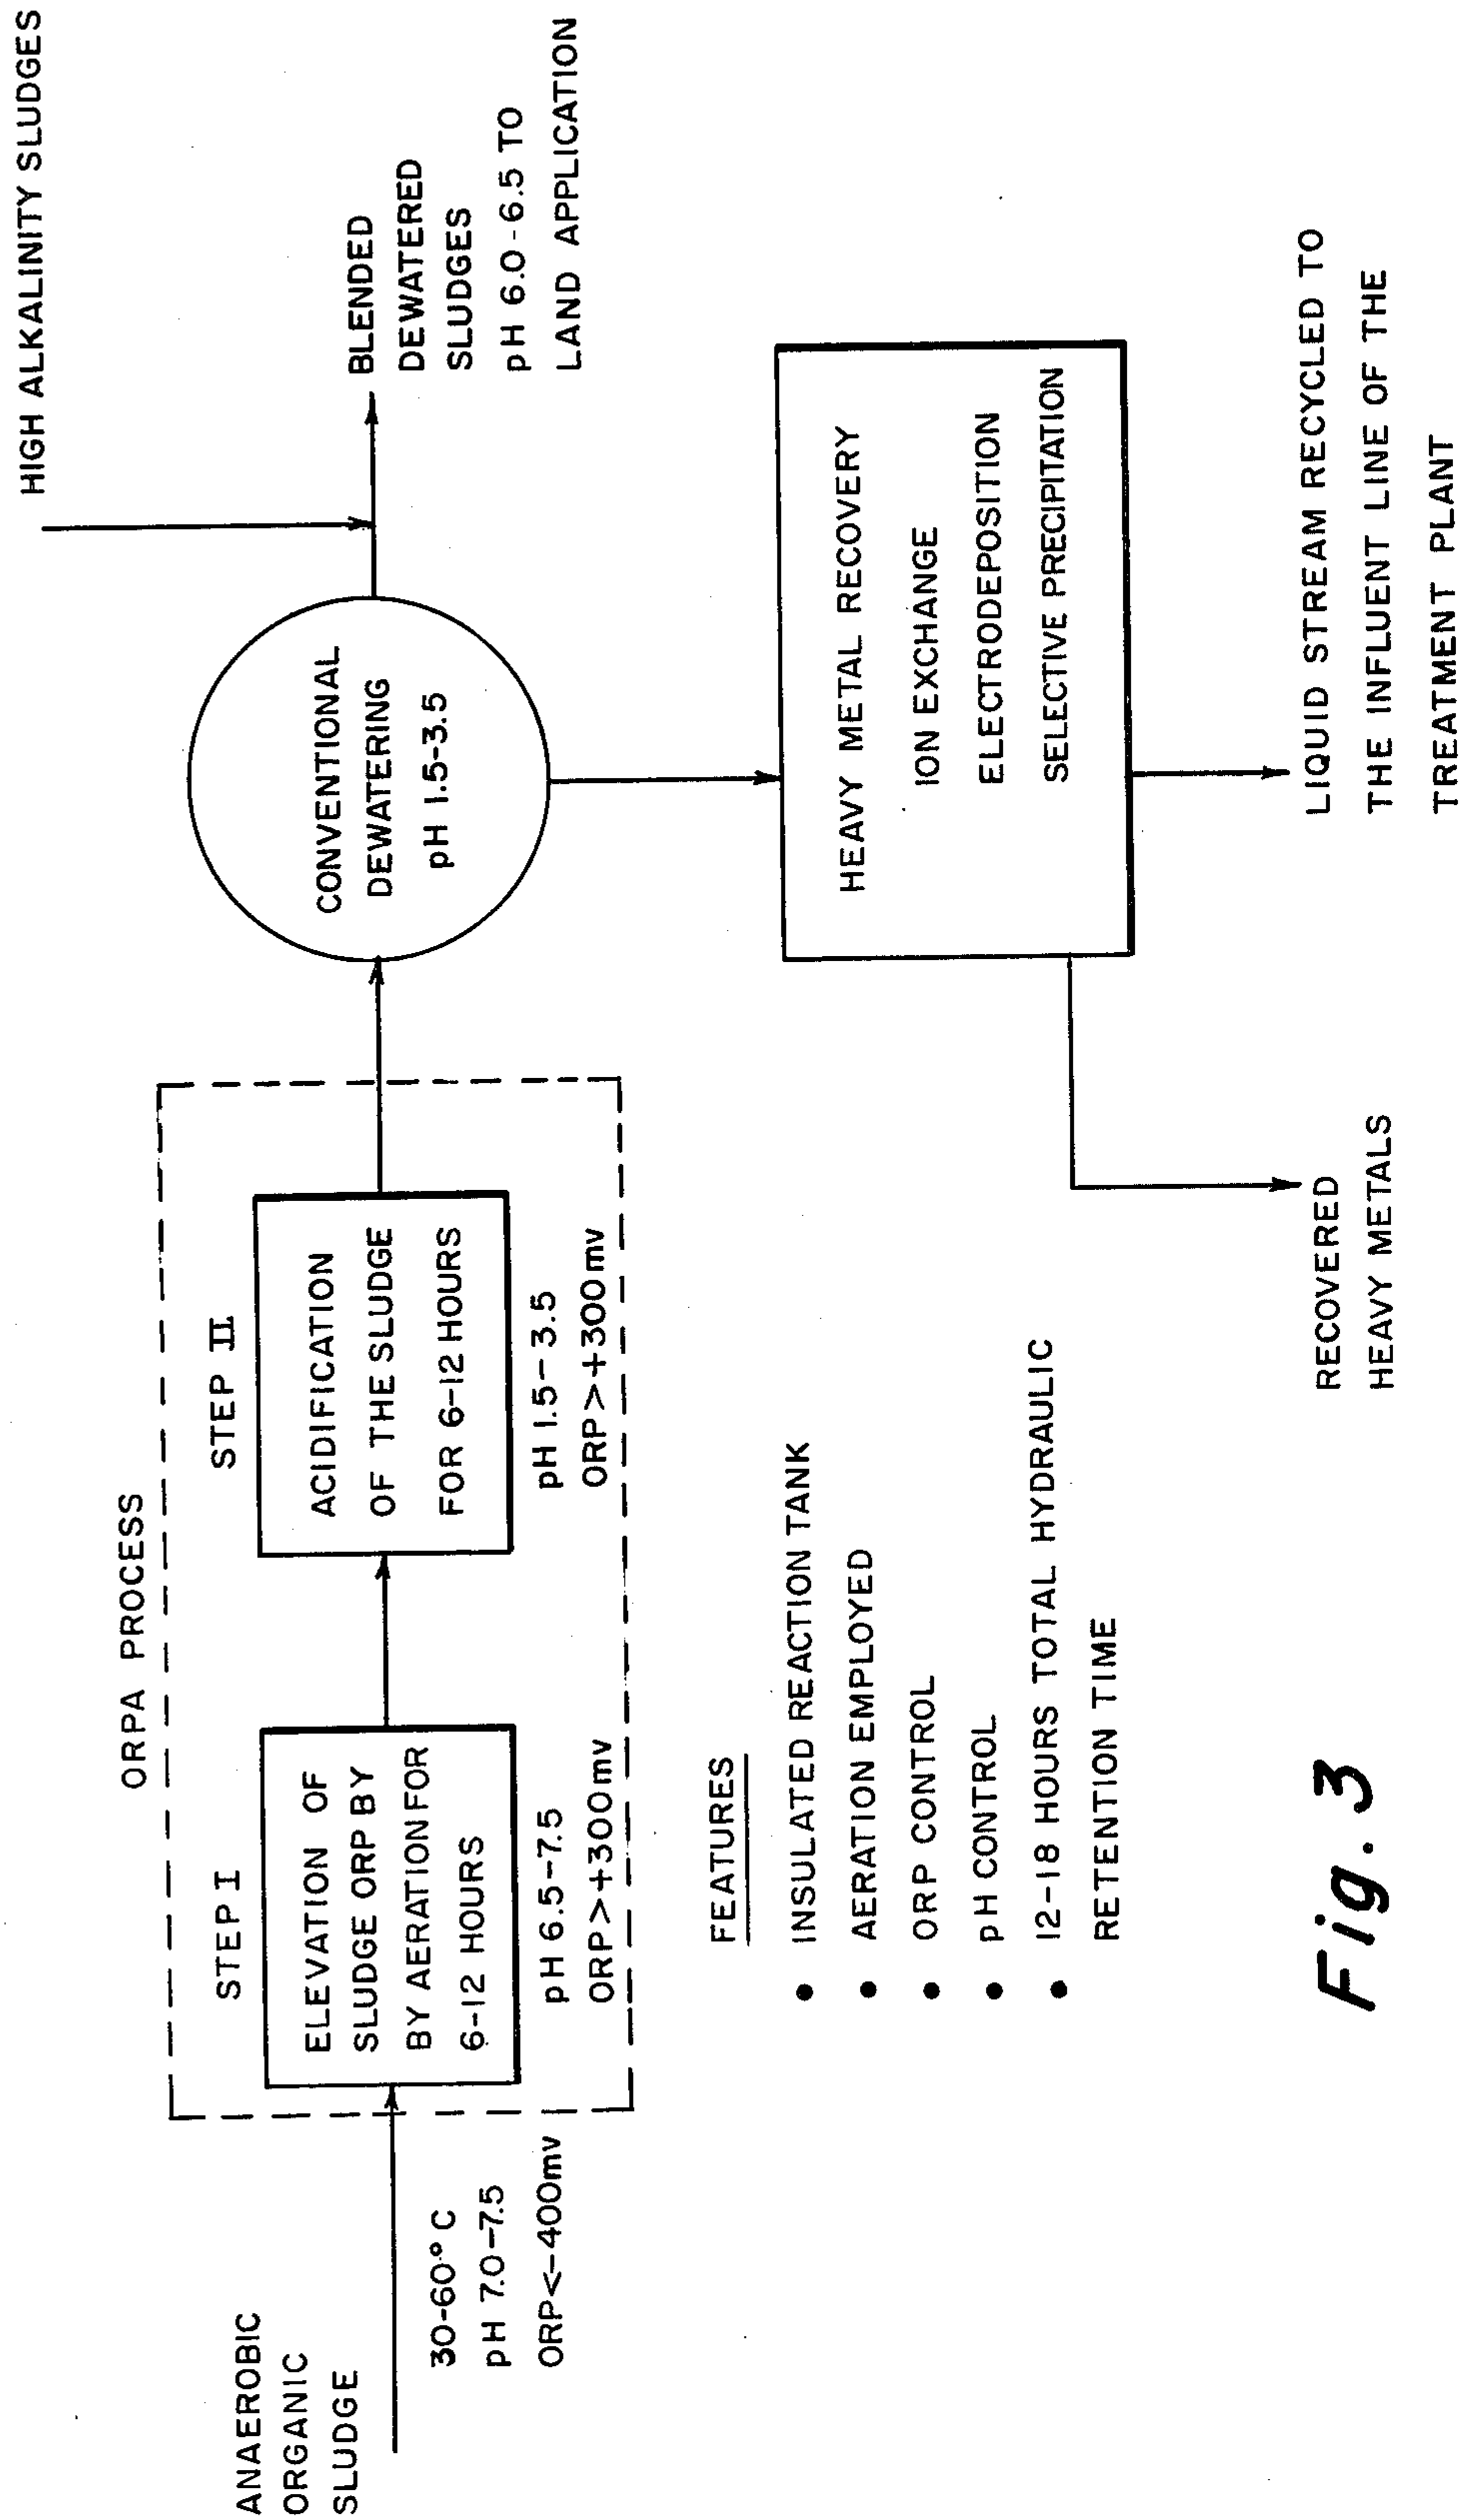 ANAEROBIC
ORGANIC
SLUDGE
30-60°C
pH 7.0-7.5
ORP<-400mv
ORPA PROCESS
STEP I
ELEVATION OF
SLUDGE ORP BY
BY AERATION FOR
6-12 HOURS
pH 6.5-7.5
ORP>+300mv
STEP II
ACIDIFICATION
OF THE SLUDGE
FOR 6-12 HOURS
pH 1.5-3.5
ORP>+300mv
CONVENTIONAL
DEWATERING
pH 1.5-3.5
HIGH ALKALINITY SLUDGES
BLENDED
DEWATERED
SLUDGES
pH 6.0-6.5 TO
LAND APPLICATION
HEAVY METAL RECOVERY
ION EXCHANGE
ELECTRODEPOSITION
SELECTIVE PRECIPITATION
LIQUID STREAM RECYCLED TO
THE INFLUENT LINE OF THE
TREATMENT PLANT
RECOVERED
HEAVY METALS
FEATURES
• INSULATED REACTION TANK
• AERATION EMPLOYED
• ORP CONTROL
• pH CONTROL
• 12-18 HOURS TOTAL HYDRAULIC
RETENTION TIME
Fig. 3